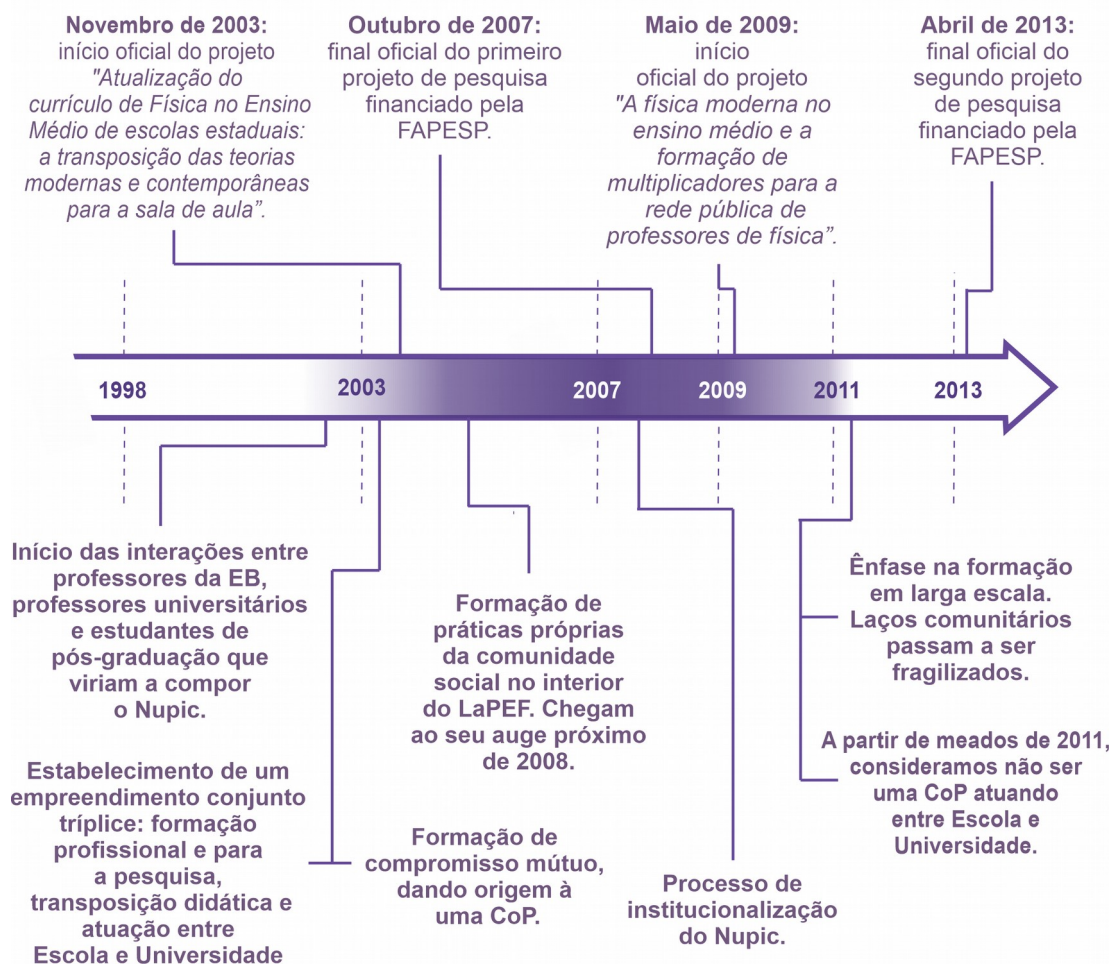 Novembro de 2003:
início oficial do projeto
"Atualização do
currículo de Física no Ensino
Médio de escolas estaduais:
a transposição das teorias
modernas e contemporâneas
para a sala de aula”.
Outubro de 2007:
final oficial do primeiro
projeto de pesquisa
financiado pela
FAPESP.
Maio de 2009:
início
oficial do projeto
"A física moderna no
ensino médio e a
formação de
multiplicadores para a
rede pública de
professores de física”.
Abril de 2013:
final oficial do
segundo projeto
de pesquisa
financiado pela
FAPESP.
1998 2003 2007 2009 2011 2013
Início das interações entre
professores da EB,
professores universitários
e estudantes de
pós-graduação que
viriam a compor
o Nupic.
Estabelecimento de um
empreendimento conjunto
tríplice: formação
profissional e para
a pesquisa,
transposição didática e
atuação entre
Escola e Universidade
Formação de
práticas próprias
da comunidade
social no interior
do LaPEF. Chegam
ao seu auge próximo
de 2008.
Formação de
compromisso mútuo,
dando origem à
uma CoP.
Processo de
institucionalização
do Nupic.
Ênfase na formação
em larga escala.
Laços comunitários
passam a ser
fragilizados.
A partir de meados de 2011,
consideramos não ser
uma CoP atuando
entre Escola e
Universidade.